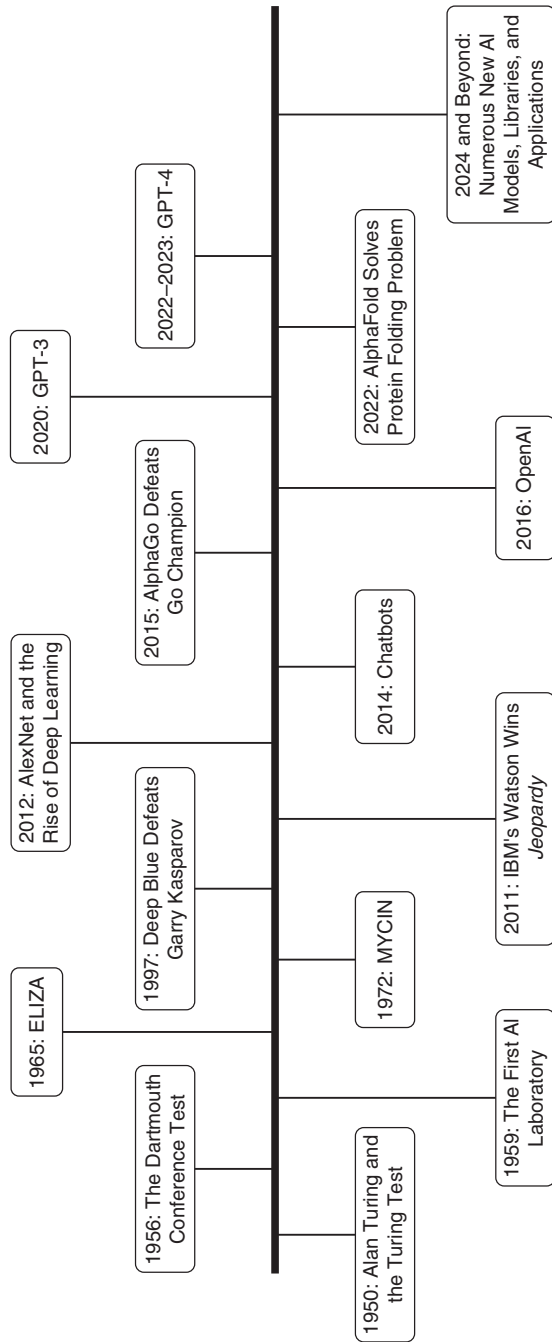 1950: Alan Turing and
the Turing Test
1956: The Dartmouth
Conference Test
1959: The First AI
Laboratory
1965: ELIZA
1972: MYCIN
1997: Deep Blue Defeats
Garry Kasparov
2011: IBM's Watson Wins
Jeopardy
2012: AlexNet and the
Rise of Deep Learning
2014: Chatbots
2015: AlphaGo Defeats
Go Champion
2016: OpenAI
2020: GPT-3
2022: AlphaFold Solves
Protein Folding Problem
2022–2023: GPT-4
2024 and Beyond:
Numerous New AI
Models, Libraries, and
Applications